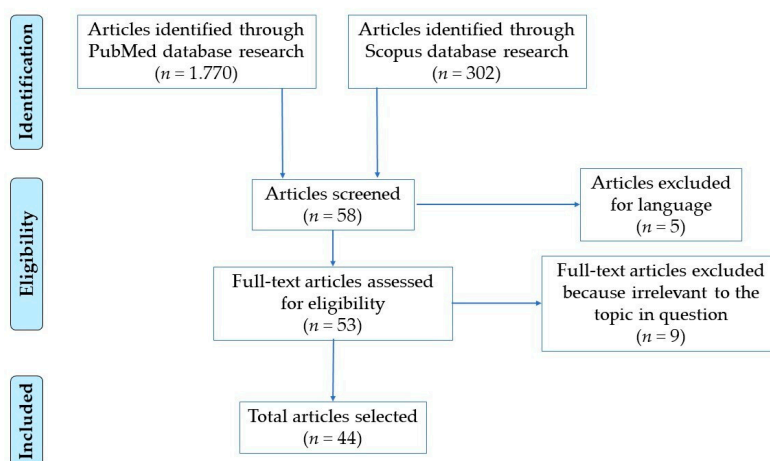 Identification
Articles identified through
PubMed database research
(n = 1.770)
Articles identified through
Scopus database research
(n = 302)
Eligibility
Articles screened
(n = 58)
Articles excluded
for language
(n = 5)
Full-text articles assessed
for eligibility
(n = 53)
Full-text articles excluded
because irrelevant to the
topic in question
(n = 9)
Included
Total articles selected
(n = 44)